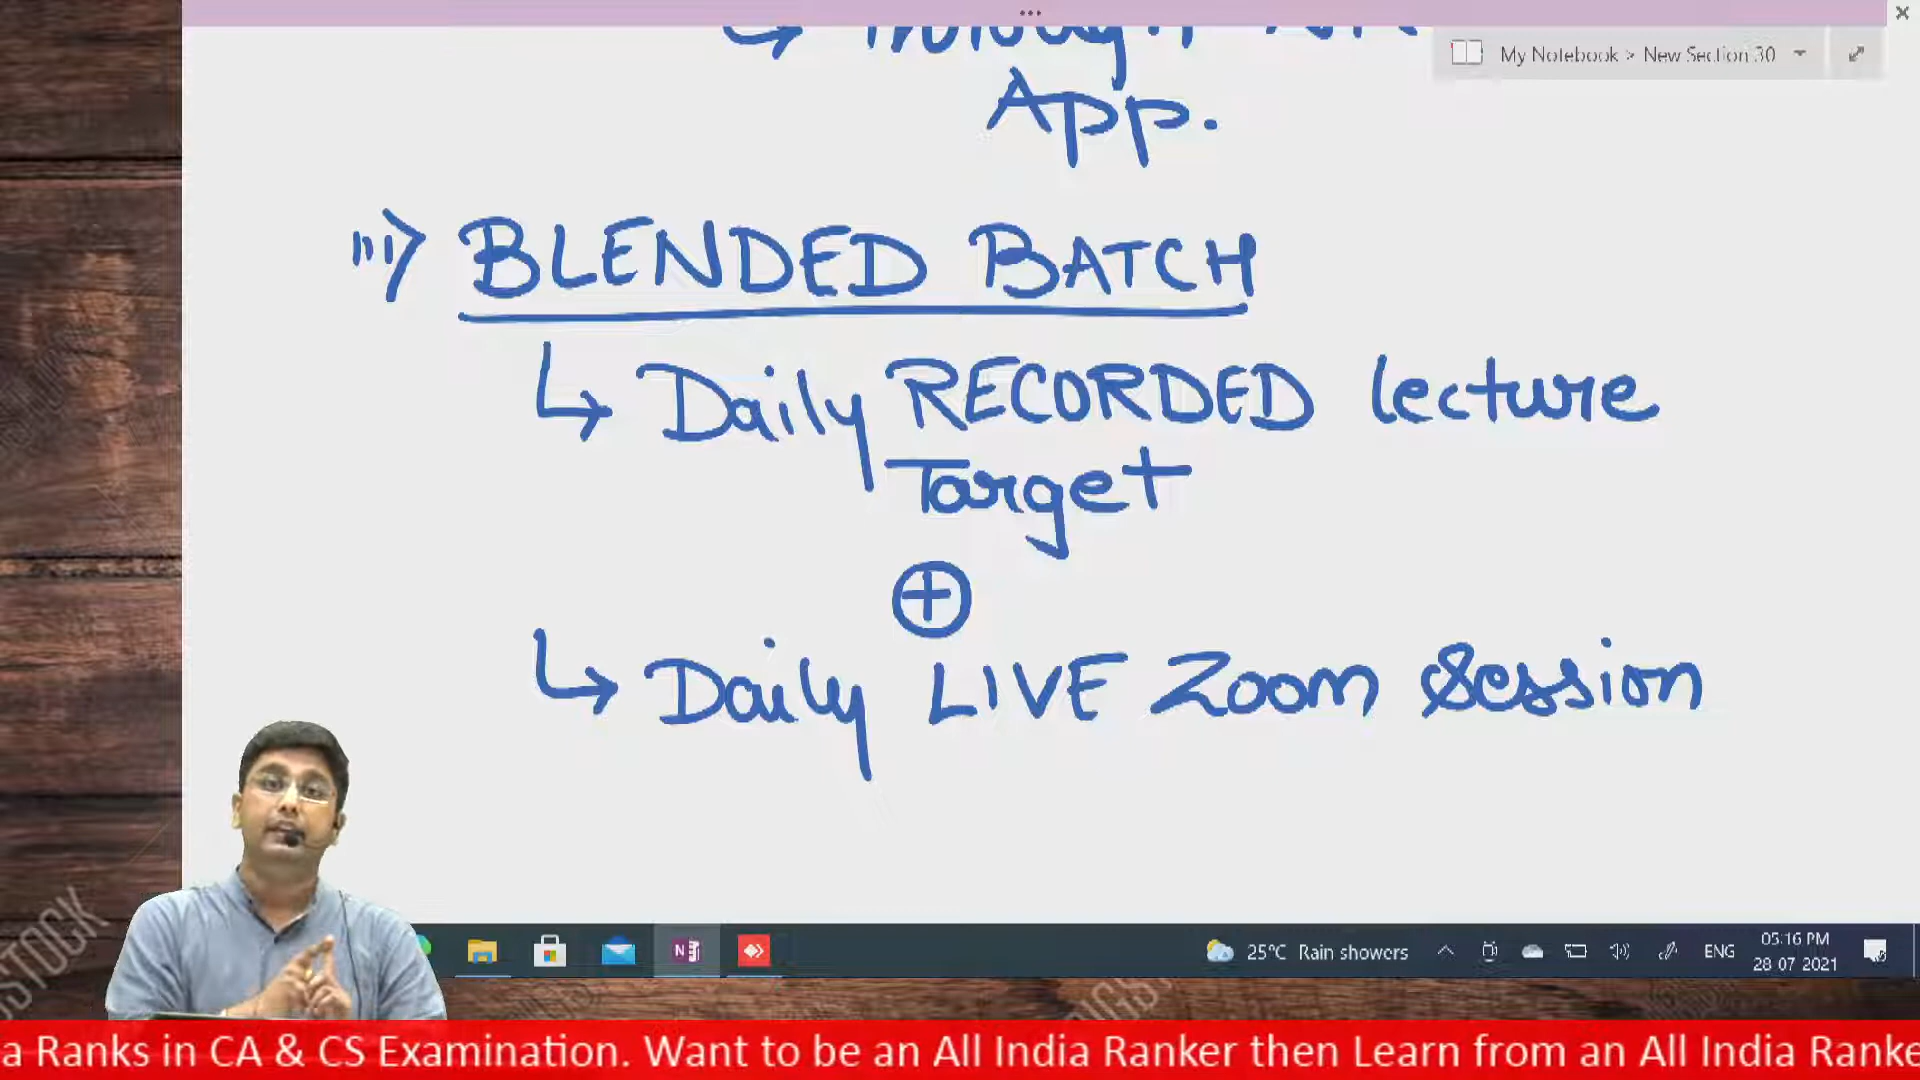 My Notebook > New Section 30
App.
iii) BLENDED BATCH
↳ Daily RECORDED lecture
Target
⊕
↳ Daily LIVE Zoom Session
25°C Rain showers
ENG
05:16 PM
28-07-2021
a Ranks in CA & CS Examination. Want to be an All India Ranker then Learn from an All India Ranke